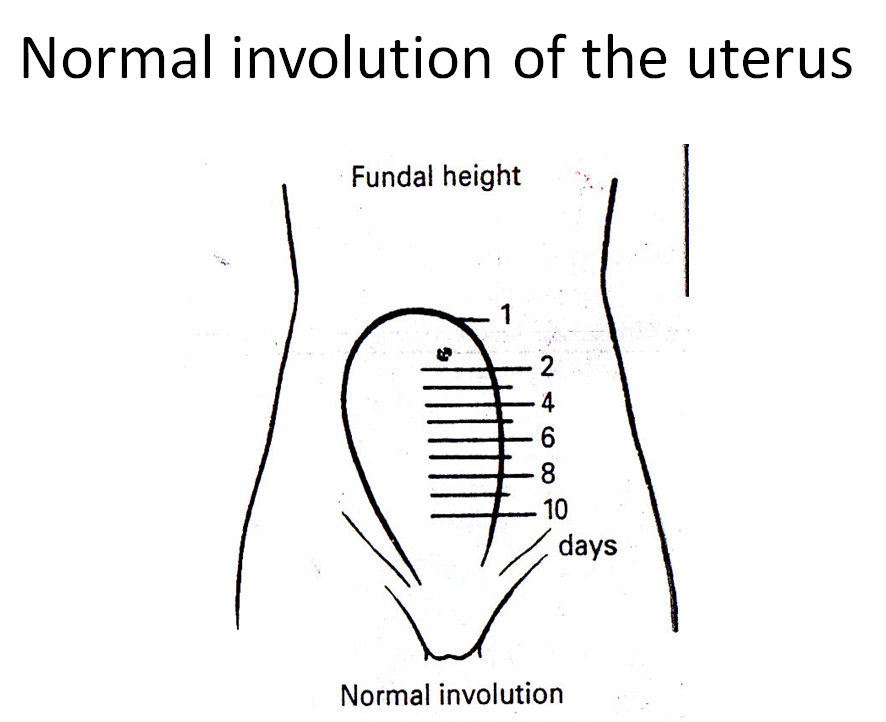 Normal involution of the uterus
Fundal height
1
2
4
6
8
10
days
Normal involution